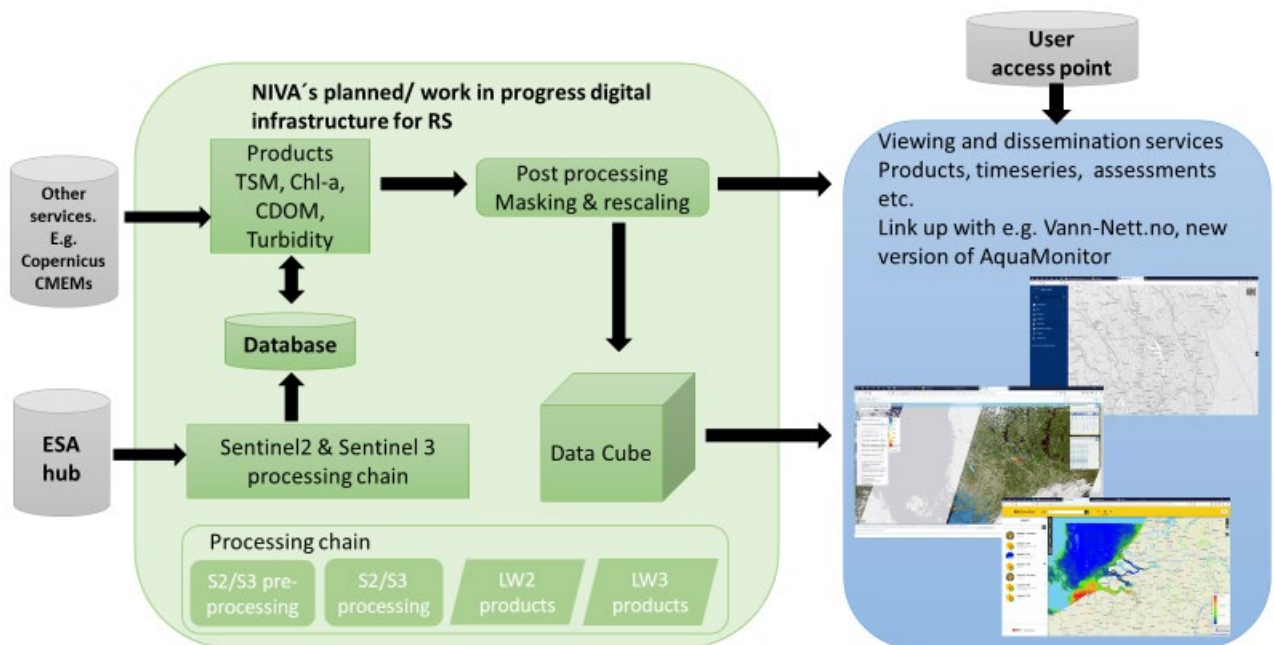 User
access point
NIVA´s planned/ work in progress digital
infrastructure for RS
Products
TSM, Chl-a,
CDOM,
Turbidity
Post processing
Masking & rescaling
Viewing and dissemination services
Products, timeseries, assessments
etc.
Link up with e.g. Vann-Nett.no, new
version of AquaMonitor
Other
services.
E.g.
Copernicus
CMEMs
Database
ESA
hub
Sentinel2 & Sentinel 3
processing chain
Data Cube
Processing chain
S2/S3 pre-
processing
S2/S3
processing
LW2
products
LW3
products